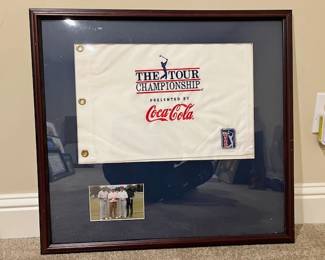 THE TOUR
CHAMPIONSHIP
PRESENTED BY
Coca-Cola